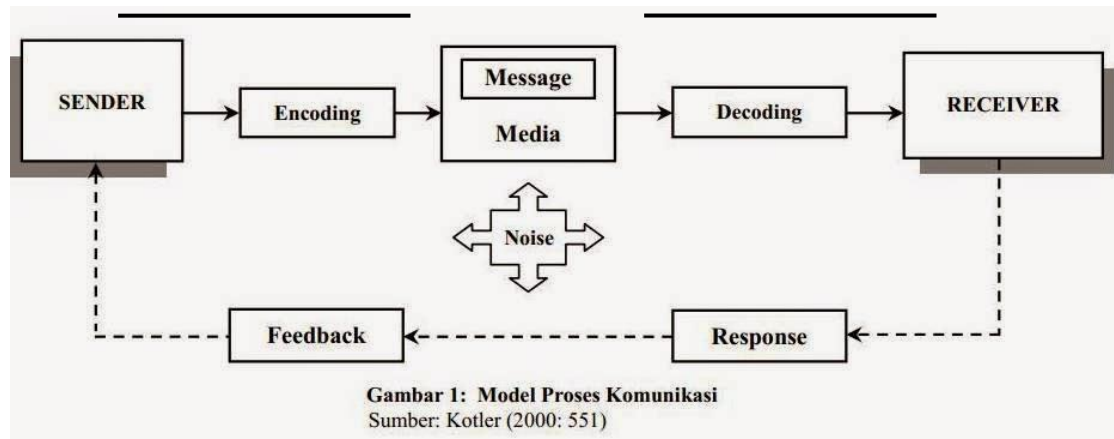 SENDER
Encoding
Message
Media
Decoding
RECEIVER
Noise
Feedback
Response
Gambar 1: Model Proses Komunikasi
Sumber: Kotler (2000: 551)